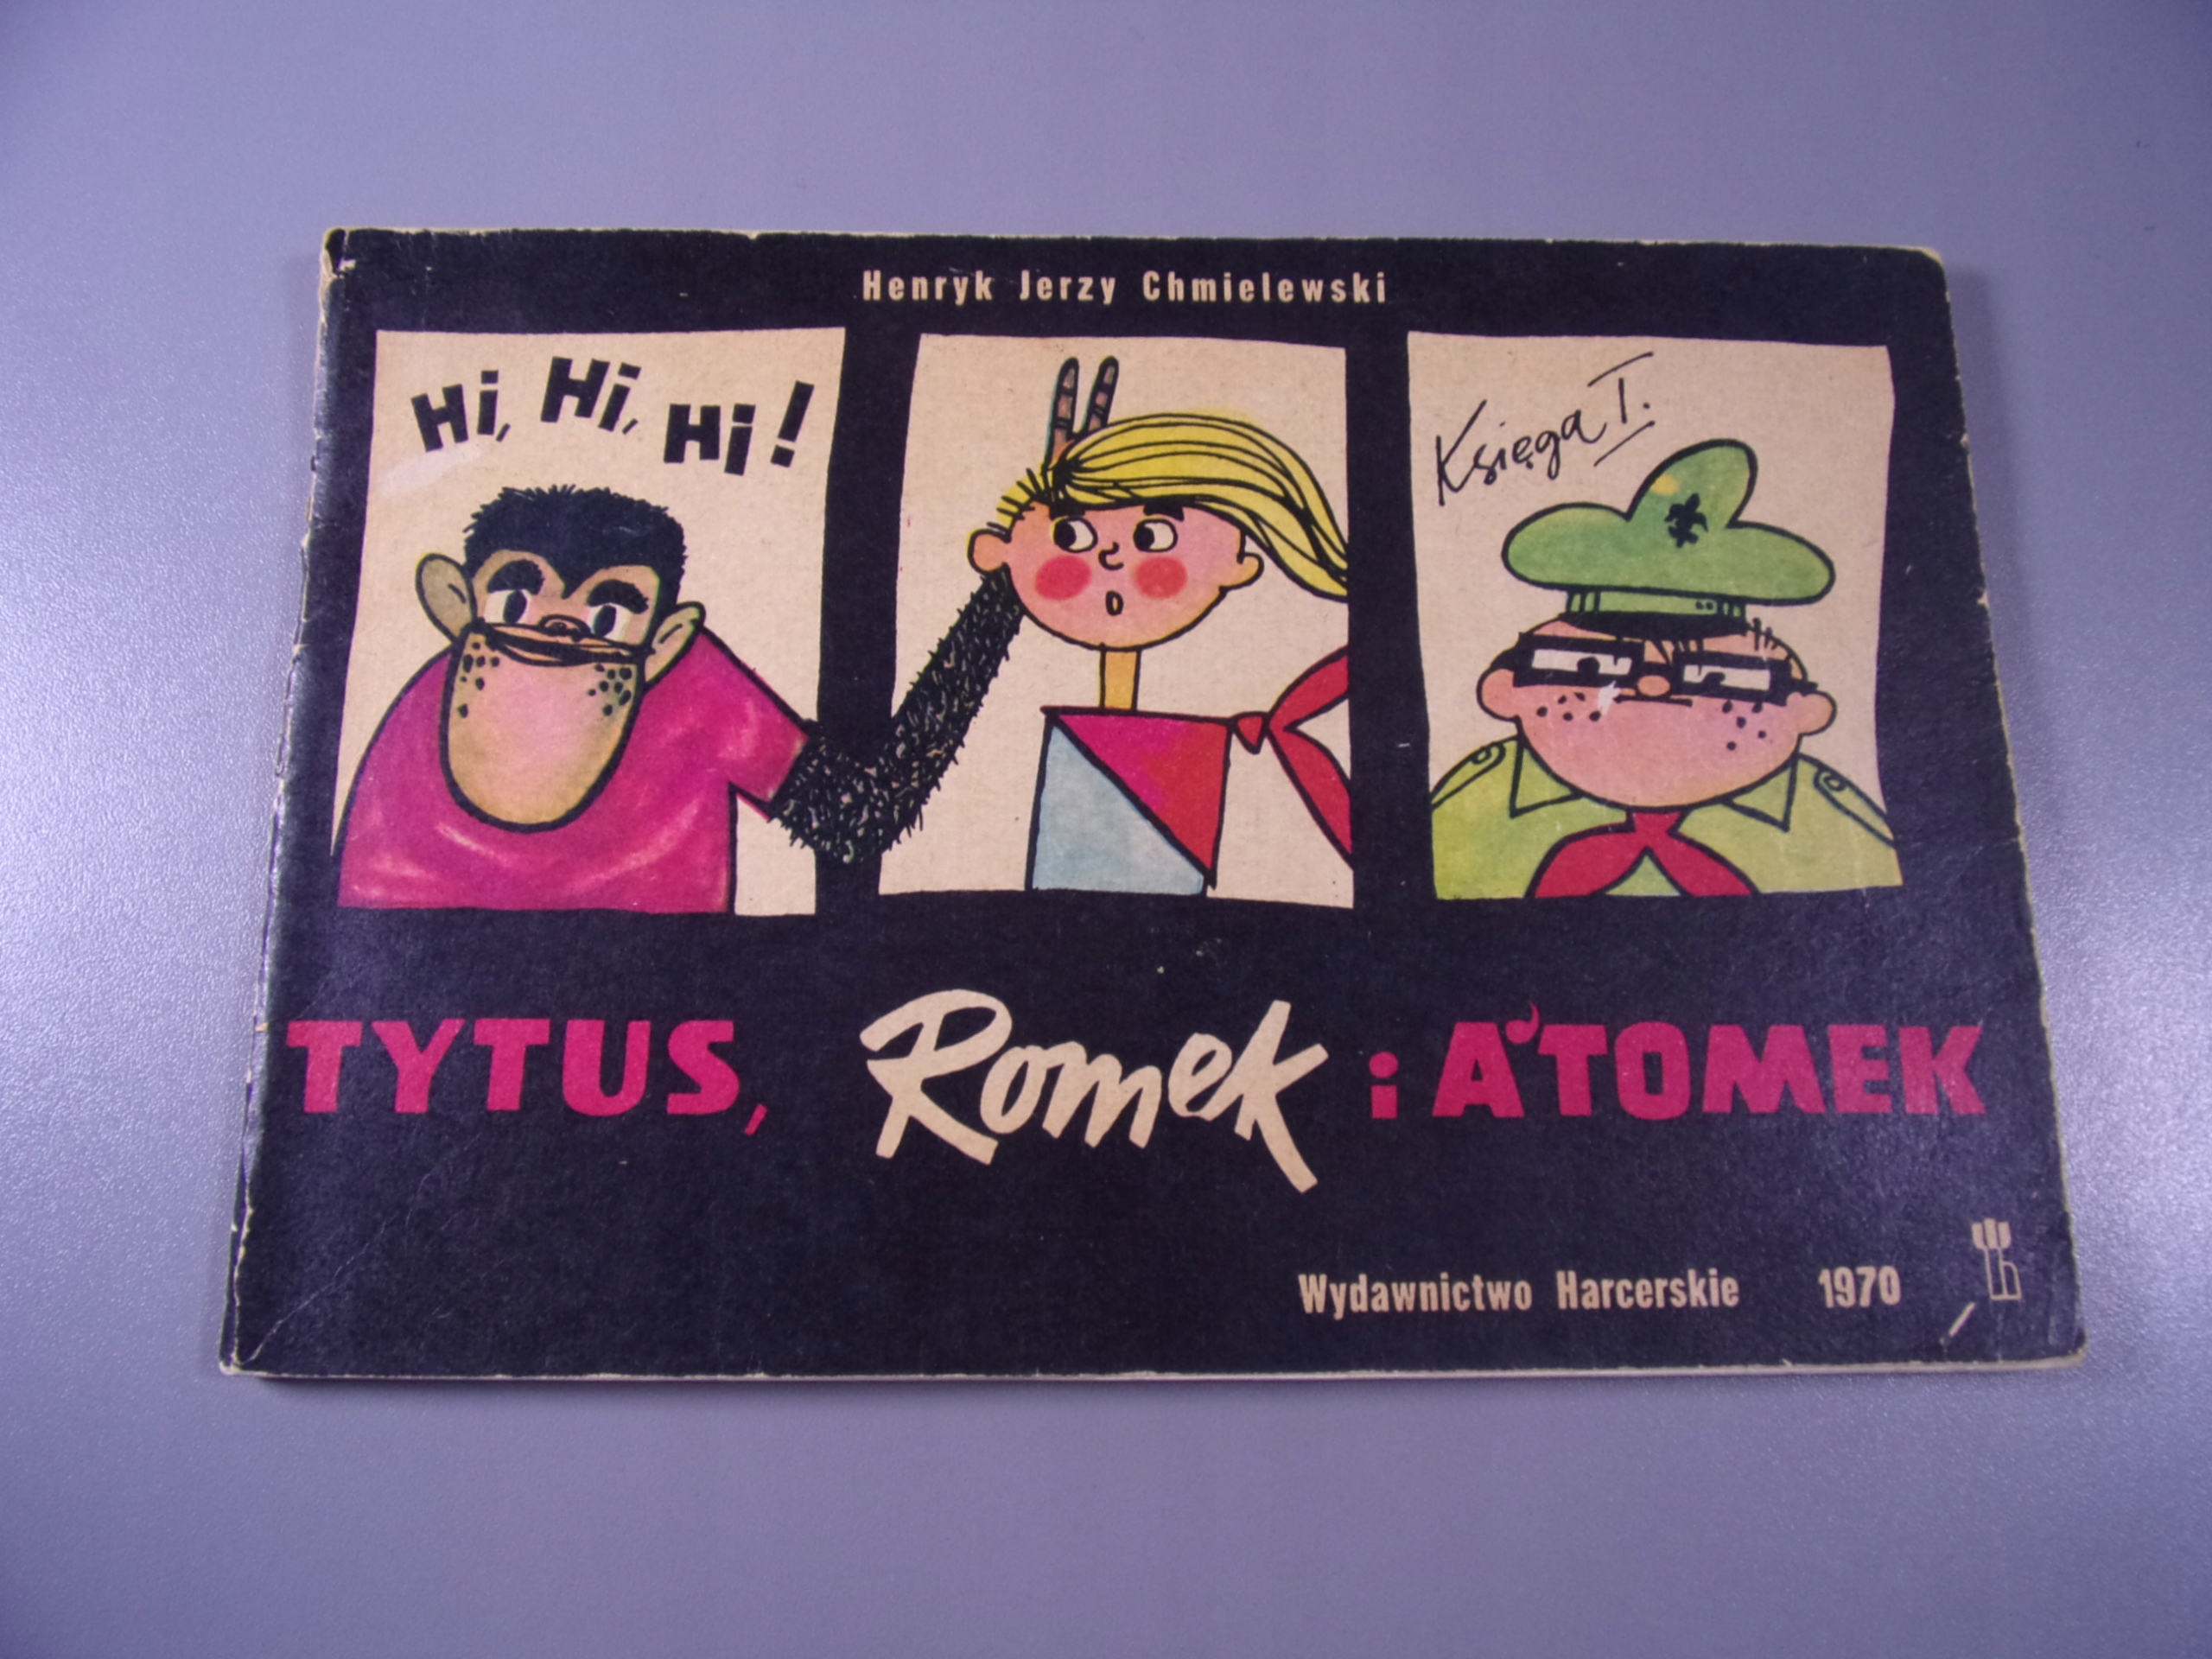 Henryk Jerzy Chmielewski
Hi, Hi, Hi!
Księga I.
TYTUS, Romek i A'TOMEK
Wydawnictwo Harcerskie 1970